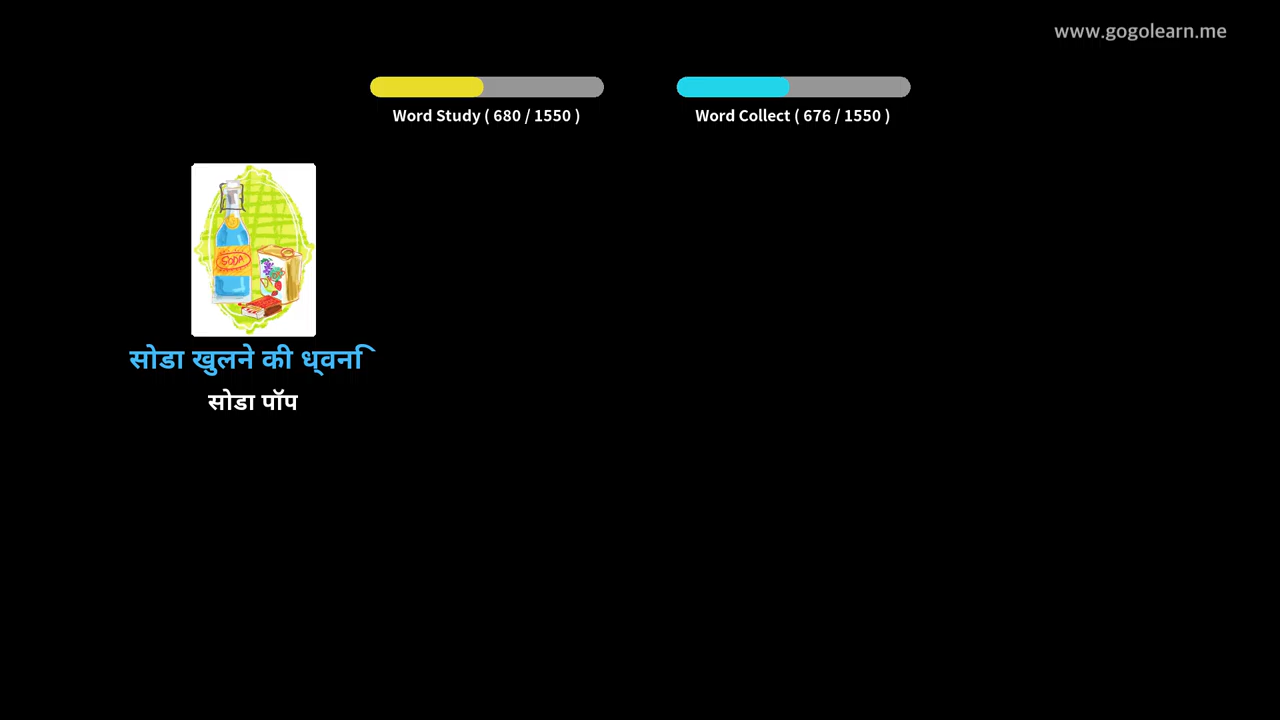 www.gogolearn.me
Word Study ( 680 / 1550 )
Word Collect ( 676 / 1550 )
SODA
सोडा खुलने की ध्वनि
सोडा पॉप